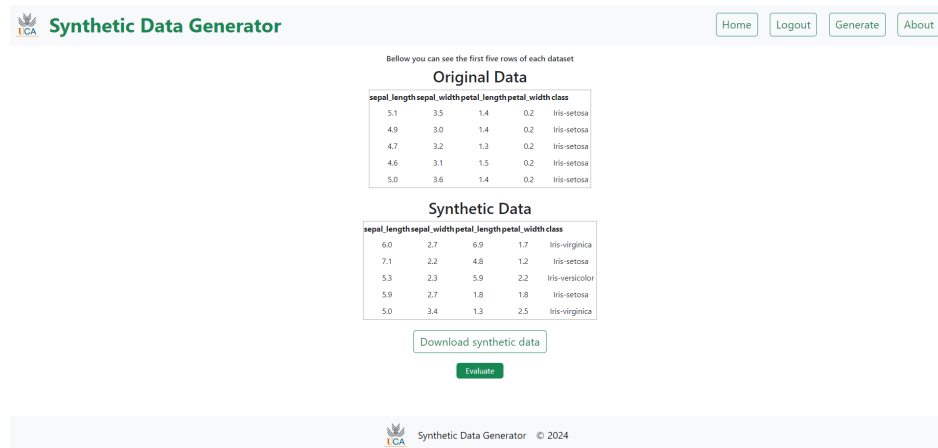 UCA Synthetic Data Generator Home Logout Generate About
Bellow you can see the first five rows of each dataset
Original Data
sepal_length sepal_width petal_length petal_width class
5.1 3.5 1.4 0.2 Iris-setosa
4.9 3.0 1.4 0.2 Iris-setosa
4.7 3.2 1.3 0.2 Iris-setosa
4.6 3.1 1.5 0.2 Iris-setosa
5.0 3.6 1.4 0.2 Iris-setosa
Synthetic Data
sepal_length sepal_width petal_length petal_width class
6.0 2.7 6.9 1.7 Iris-virginica
7.1 2.2 4.8 1.2 Iris-setosa
5.3 2.3 5.9 2.2 Iris-versicolor
5.9 2.7 1.8 1.8 Iris-setosa
5.0 3.4 1.3 2.5 Iris-virginica
Download synthetic data
Evaluate
UCA Synthetic Data Generator © 2024